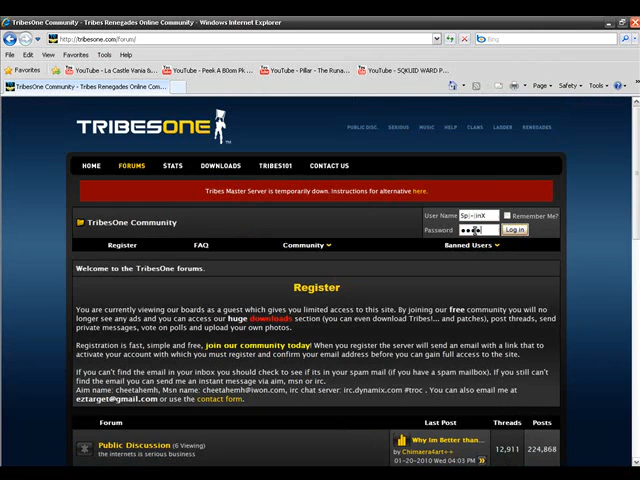 TribesOne Community - Tribes Renegades Online Community - Windows Internet Explorer
http://tribesone.com/forum/
Bing
File Edit View Favorites Tools Help
Favorites YouTube - La Castle Vania &... YouTube - Peek A B0om Pk... YouTube - Pillar - The Runa... YouTube - SQKUID WARD P...
TribesOne Community - Tribes Renegades Online Com...
Page Safety Tools
TRIBESONE
TM
PUBLIC DISC. SERIOUS MUSIC HELP CLANS LADDER RENEGADES
HOME FORUMS STATS DOWNLOADS TRIBES101 CONTACT US
Tribes Master Server is temporarily down. Instructions for alternative here.
TribesOne Community
User Name Remember Me?
Password Log in
Register FAQ Community Banned Users
Welcome to the TribesOne forums.
Register
You are currently viewing our boards as a guest which gives you limited access to this site. By joining our free community you will no
longer see any ads and you can access our huge downloads section (you can even download Tribes!... and patches), post threads, send
private messages, vote on polls and upload your own photos.
Registration is fast, simple and free, join our community today! When you register the server will send an email with a link that to
activate your account with which you must register and confirm your email address before you can gain full access to the site.
If you can't find the email in your inbox you should check to see if its in your spam mail (if you have a spam mailbox). If you still can't
find the email you can send me an instant message via aim, msn or irc.
Aim name: cheetahemh, Msn name: cheetahemh@iwon.com, irc chat server: irc.dynamix.com #troc . You can also email me at
eztarget@gmail.com or use the contact form.
Forum Last Post Threads Posts
Public Discussion (6 Viewing)
the internets is serious business
Why Im Better than...
by Chimaera4art++
01-20-2010 04:03 PM
12,911 224,868